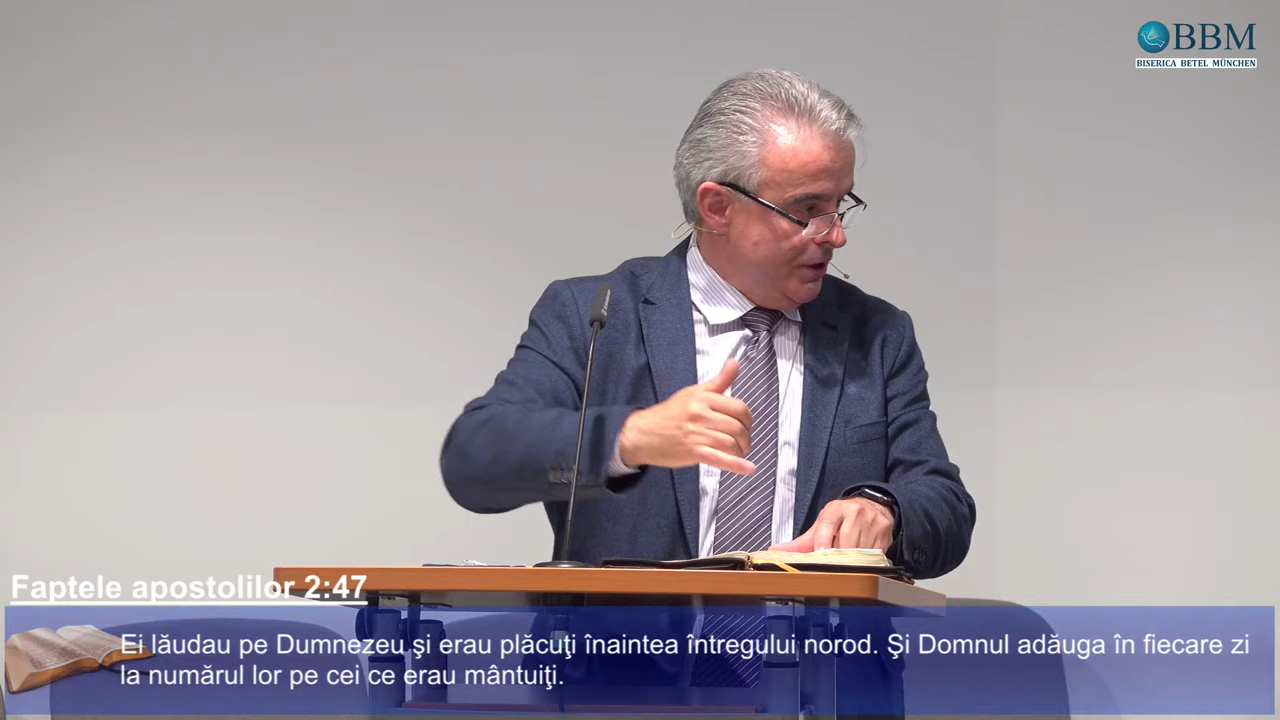 BBM
BISERICA BETEL MÜNCHEN
Faptele apostolilor 2:47
Ei lăudau pe Dumnezeu şi erau plăcuţi înaintea întregului norod. Şi Domnul adăuga în fiecare zi
la numărul lor pe cei ce erau mântuiţi.